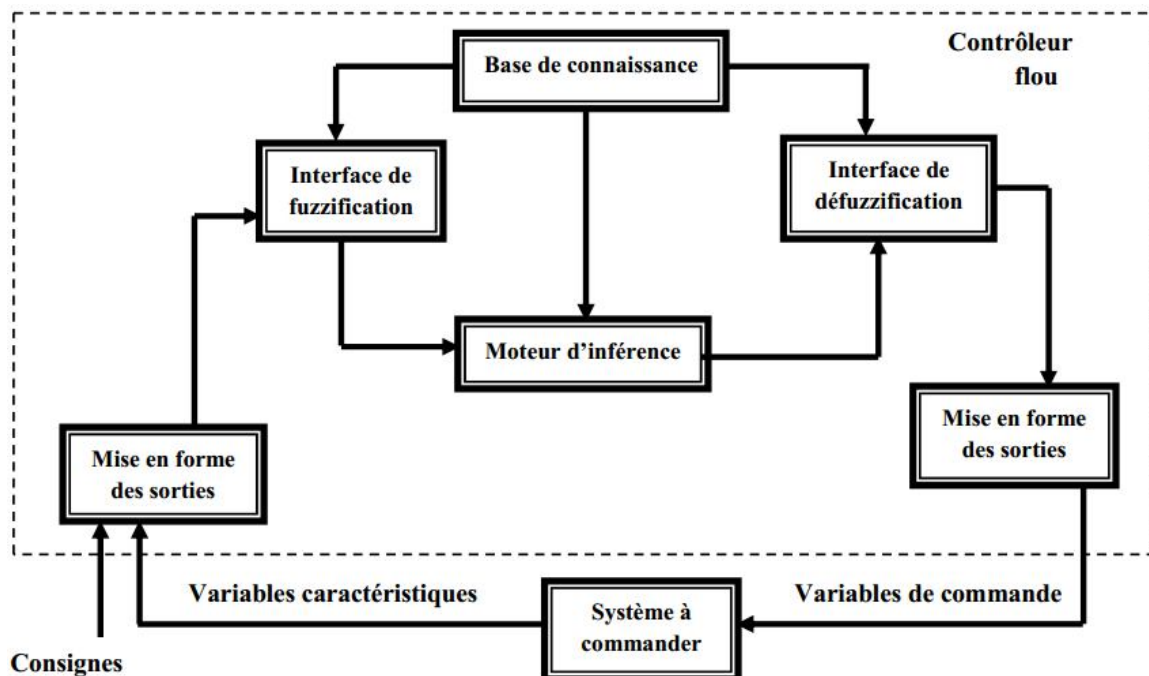 Contrôleur
flou
Base de connaissance
Interface de
fuzzification
Interface de
défuzzification
Moteur d'inférence
Mise en forme
des sorties
Mise en forme
des sorties
Variables caractéristiques
Variables de commande
Système à
commander
Consignes